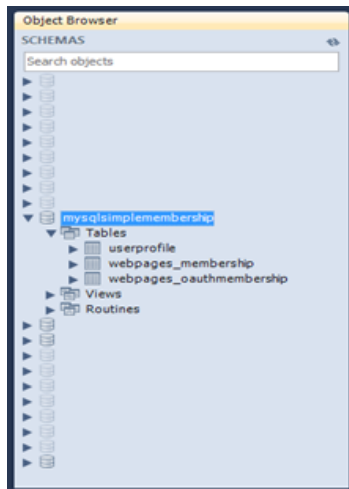 Object Browser
SCHEMAS
Search objects
mysqlsimplemembership
Tables
userprofile
webpages_membership
webpages_oauthmembership
Views
Routines